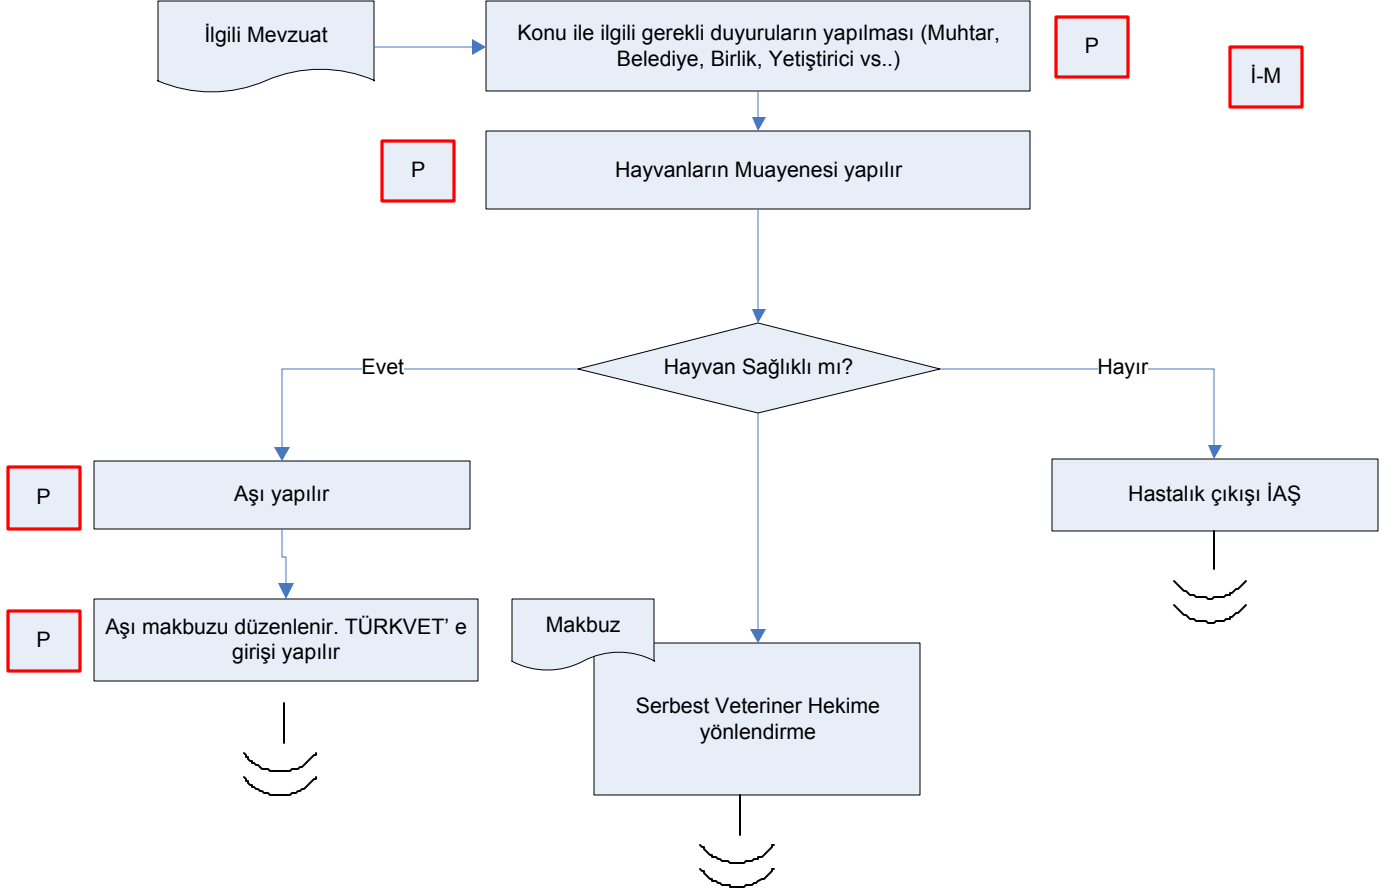 İlgili Mevzuat
Konu ile ilgili gerekli duyuruların yapılması (Muhtar,
Belediye, Birlik, Yetiştirici vs..)
P
İ-M
P
Hayvanların Muayenesi yapılır
Evet
Hayvan Sağlıklı mı?
Hayır
P
Aşı yapılır
Hastalık çıkışı İAŞ
P
Aşı makbuzu düzenlenir. TÜRKVET’ e
girişi yapılır
Makbuz
Serbest Veteriner Hekime
yönlendirme